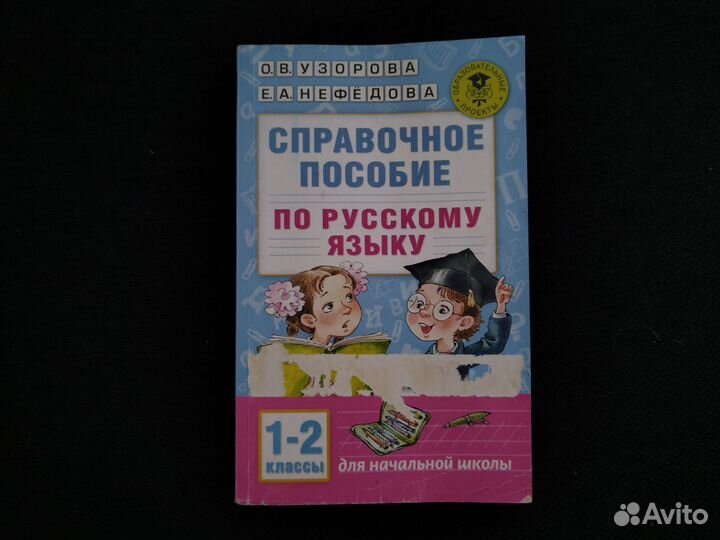 О.В.УЗОРОВА
Е.А.НЕФЁДОВА
ОБРАЗОВАТЕЛЬНЫЕ
ПРОЕКТЫ
СПРАВОЧНОЕ
ПОСОБИЕ
ПО РУССКОМУ
ЯЗЫКУ
1-2
КЛАССЫ
для начальной школы
Avito